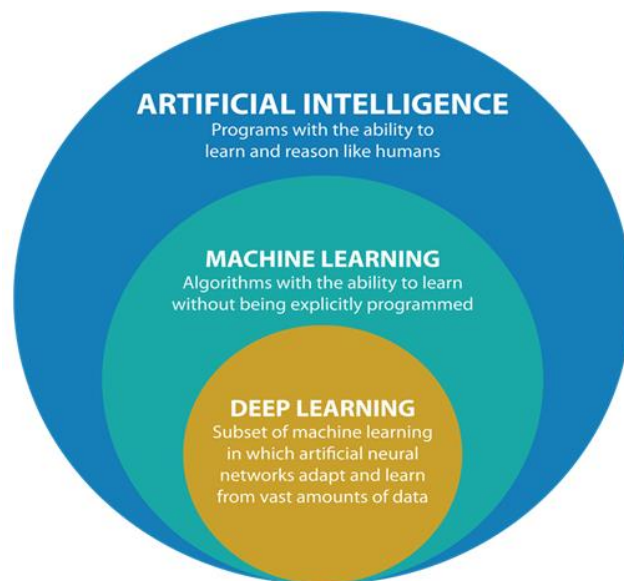 ARTIFICIAL INTELLIGENCE
Programs with the ability to
learn and reason like humans
MACHINE LEARNING
Algorithms with the ability to learn
without being explicitly programmed
DEEP LEARNING
Subset of machine learning
in which artificial neural
networks adapt and learn
from vast amounts of data